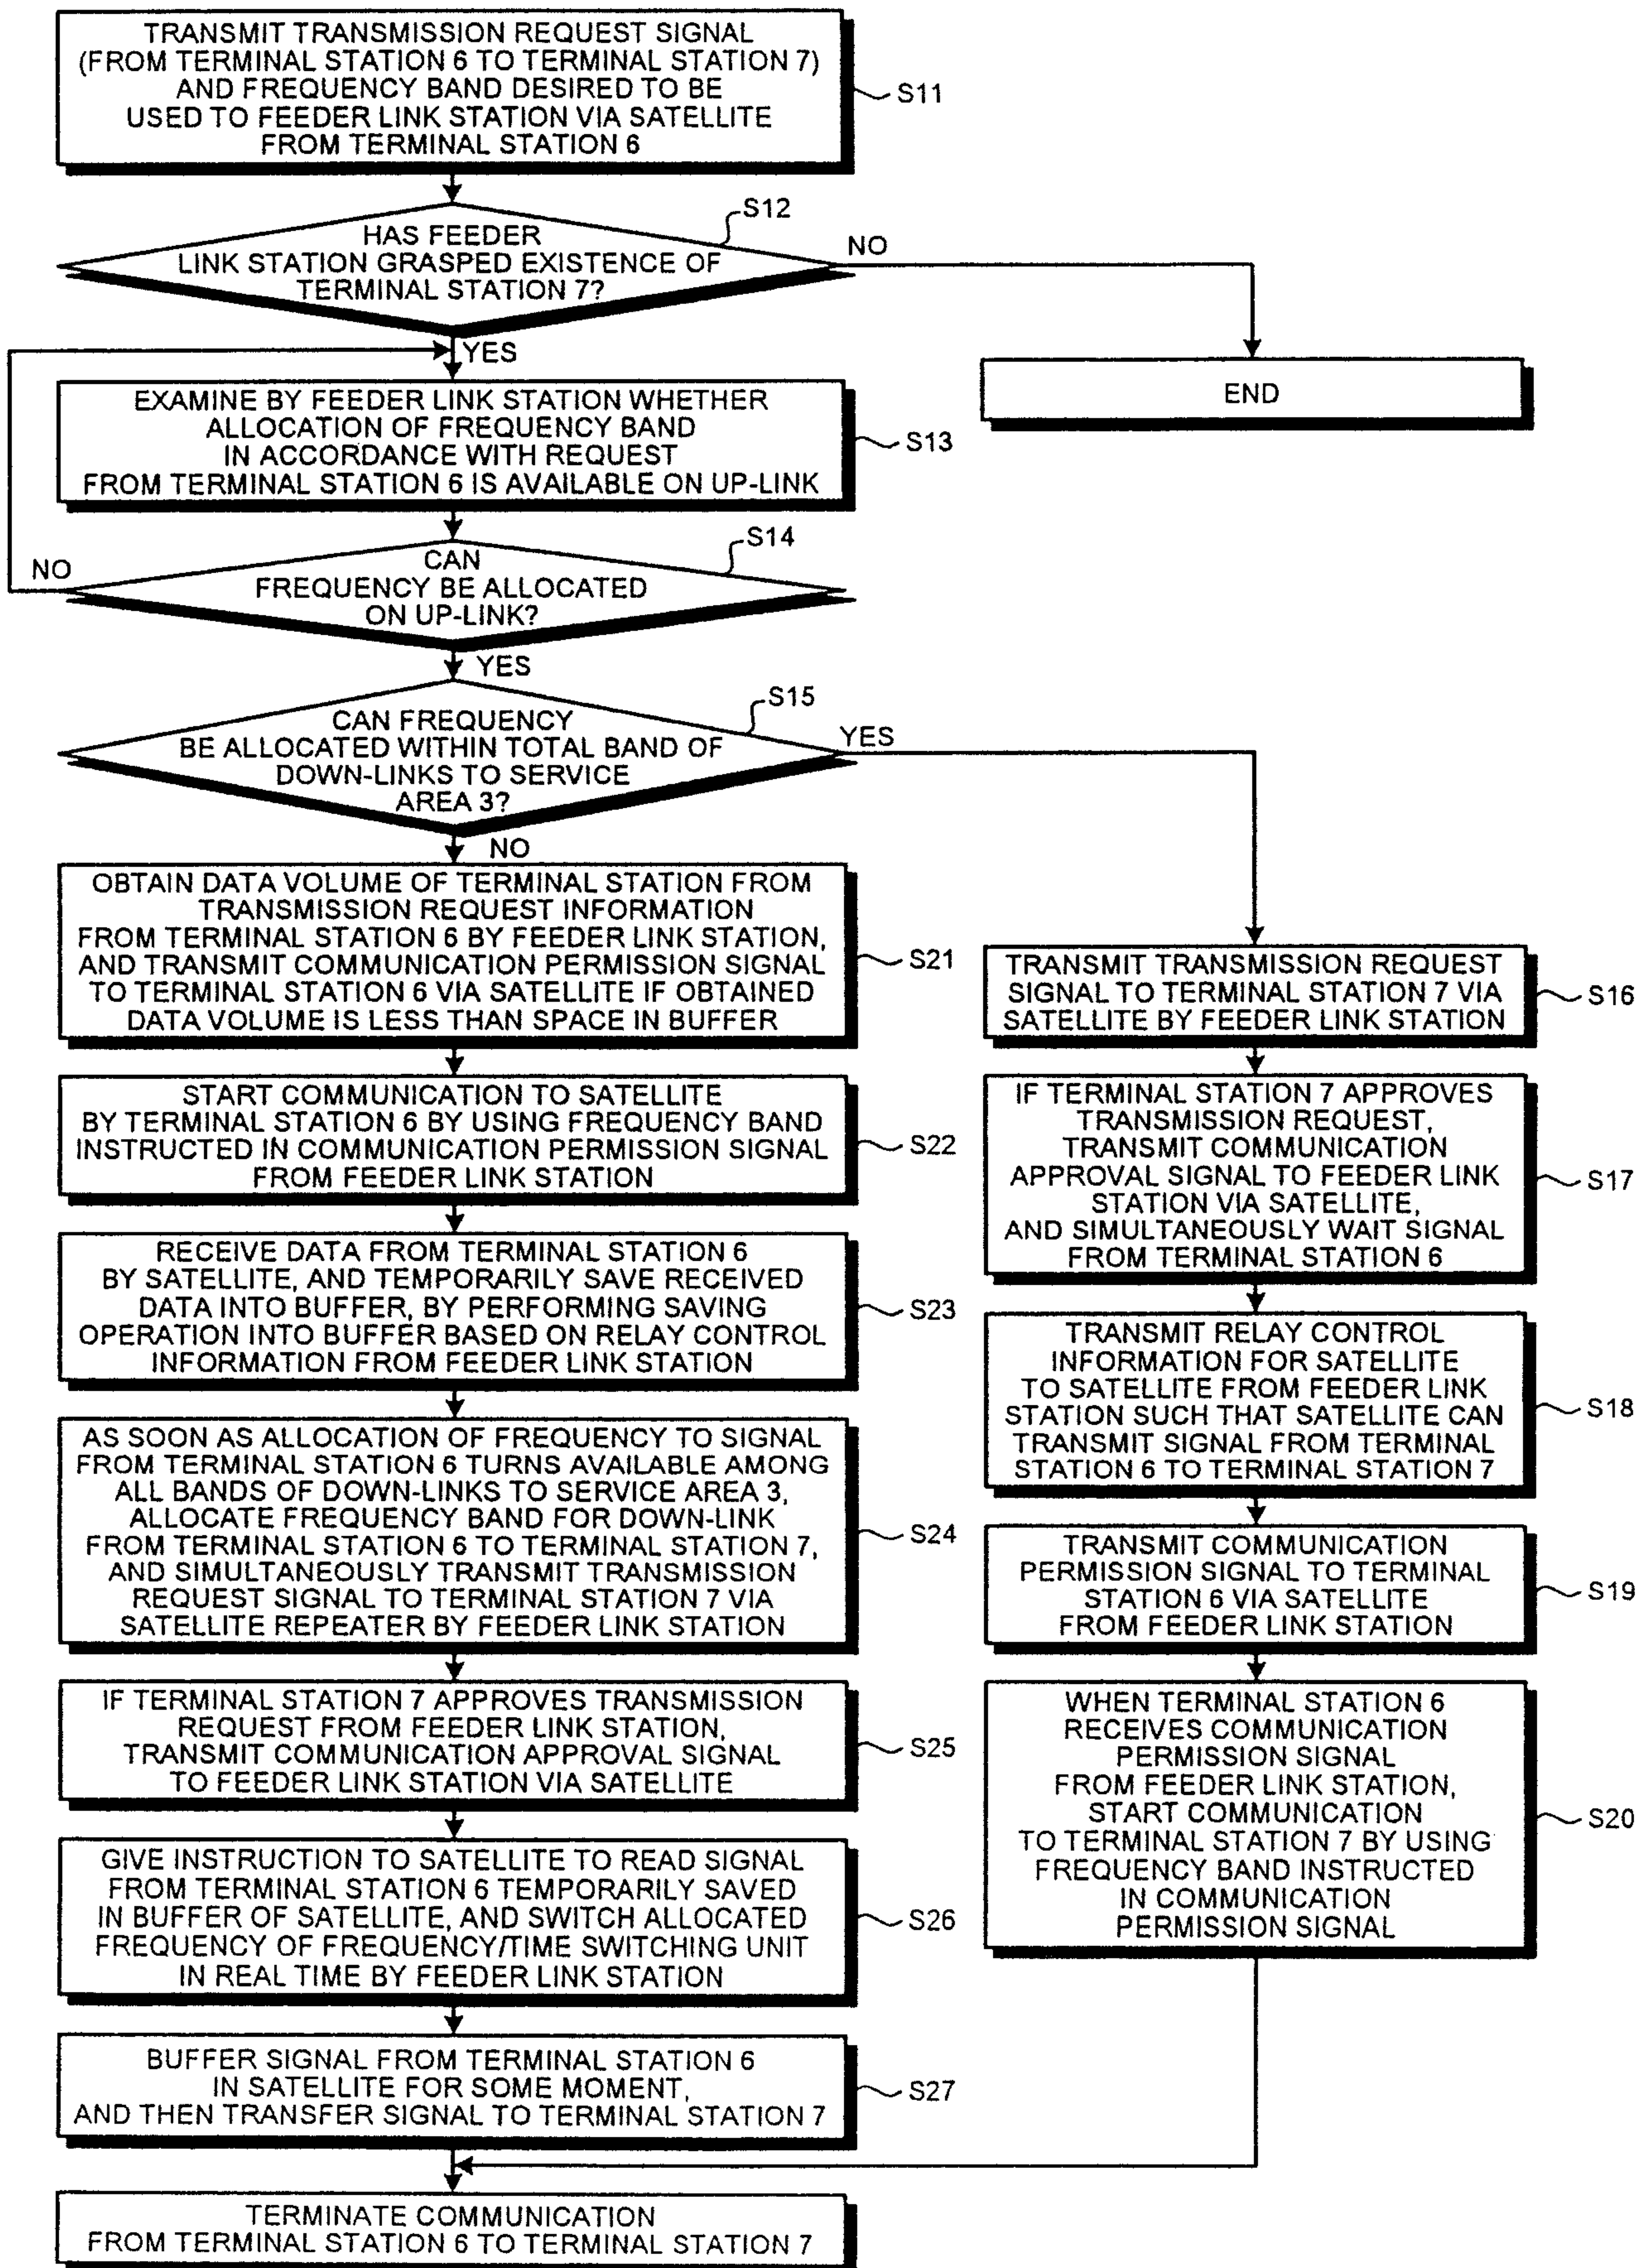 TRANSMIT TRANSMISSION REQUEST SIGNAL
(FROM TERMINAL STATION 6 TO TERMINAL STATION 7)
AND FREQUENCY BAND DESIRED TO BE
USED TO FEEDER LINK STATION VIA SATELLITE
FROM TERMINAL STATION 6
S11
S12
HAS FEEDER
LINK STATION GRASPED EXISTENCE OF
TERMINAL STATION 7?
NO
YES
END
EXAMINE BY FEEDER LINK STATION WHETHER
ALLOCATION OF FREQUENCY BAND
IN ACCORDANCE WITH REQUEST
FROM TERMINAL STATION 6 IS AVAILABLE ON UP-LINK
S13
S14
CAN
FREQUENCY BE ALLOCATED
ON UP-LINK?
NO
YES
S15
CAN FREQUENCY
BE ALLOCATED WITHIN TOTAL BAND OF
DOWN-LINKS TO SERVICE
AREA 3?
YES
NO
OBTAIN DATA VOLUME OF TERMINAL STATION FROM
TRANSMISSION REQUEST INFORMATION
FROM TERMINAL STATION 6 BY FEEDER LINK STATION,
AND TRANSMIT COMMUNICATION PERMISSION SIGNAL
TO TERMINAL STATION 6 VIA SATELLITE IF OBTAINED
DATA VOLUME IS LESS THAN SPACE IN BUFFER
S21
START COMMUNICATION TO SATELLITE
BY TERMINAL STATION 6 BY USING FREQUENCY BAND
INSTRUCTED IN COMMUNICATION PERMISSION SIGNAL
FROM FEEDER LINK STATION
S22
RECEIVE DATA FROM TERMINAL STATION 6
BY SATELLITE, AND TEMPORARILY SAVE RECEIVED
DATA INTO BUFFER, BY PERFORMING SAVING
OPERATION INTO BUFFER BASED ON RELAY CONTROL
INFORMATION FROM FEEDER LINK STATION
S23
AS SOON AS ALLOCATION OF FREQUENCY TO SIGNAL
FROM TERMINAL STATION 6 TURNS AVAILABLE AMONG
ALL BANDS OF DOWN-LINKS TO SERVICE AREA 3,
ALLOCATE FREQUENCY BAND FOR DOWN-LINK
FROM TERMINAL STATION 6 TO TERMINAL STATION 7,
AND SIMULTANEOUSLY TRANSMIT TRANSMISSION
REQUEST SIGNAL TO TERMINAL STATION 7 VIA
SATELLITE REPEATER BY FEEDER LINK STATION
S24
IF TERMINAL STATION 7 APPROVES TRANSMISSION
REQUEST FROM FEEDER LINK STATION,
TRANSMIT COMMUNICATION APPROVAL SIGNAL
TO FEEDER LINK STATION VIA SATELLITE
S25
GIVE INSTRUCTION TO SATELLITE TO READ SIGNAL
FROM TERMINAL STATION 6 TEMPORARILY SAVED
IN BUFFER OF SATELLITE, AND SWITCH ALLOCATED
FREQUENCY OF FREQUENCY/TIME SWITCHING UNIT
IN REAL TIME BY FEEDER LINK STATION
S26
BUFFER SIGNAL FROM TERMINAL STATION 6
IN SATELLITE FOR SOME MOMENT,
AND THEN TRANSFER SIGNAL TO TERMINAL STATION 7
S27
TRANSMIT TRANSMISSION REQUEST
SIGNAL TO TERMINAL STATION 7 VIA
SATELLITE BY FEEDER LINK STATION
S16
IF TERMINAL STATION 7 APPROVES
TRANSMISSION REQUEST,
TRANSMIT COMMUNICATION
APPROVAL SIGNAL TO FEEDER LINK
STATION VIA SATELLITE,
AND SIMULTANEOUSLY WAIT SIGNAL
FROM TERMINAL STATION 6
S17
TRANSMIT RELAY CONTROL
INFORMATION FOR SATELLITE
TO SATELLITE FROM FEEDER LINK
STATION SUCH THAT SATELLITE CAN
TRANSMIT SIGNAL FROM TERMINAL
STATION 6 TO TERMINAL STATION 7
S18
TRANSMIT COMMUNICATION
PERMISSION SIGNAL TO TERMINAL
STATION 6 VIA SATELLITE
FROM FEEDER LINK STATION
S19
WHEN TERMINAL STATION 6
RECEIVES COMMUNICATION
PERMISSION SIGNAL
FROM FEEDER LINK STATION,
START COMMUNICATION
TO TERMINAL STATION 7 BY USING
FREQUENCY BAND INSTRUCTED
IN COMMUNICATION
PERMISSION SIGNAL
S20
TERMINATE COMMUNICATION
FROM TERMINAL STATION 6 TO TERMINAL STATION 7